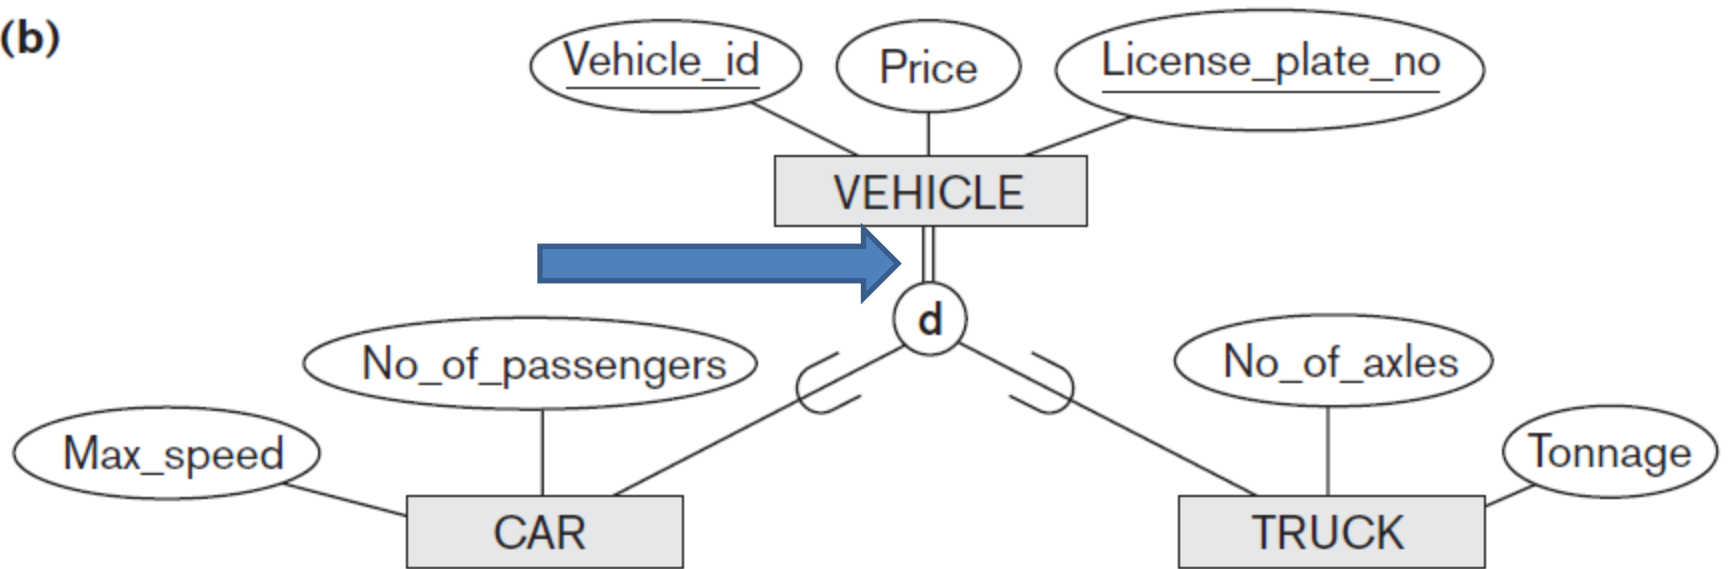 (b)
Vehicle_id
Price
License_plate_no
VEHICLE
d
No_of_passengers
No_of_axles
Max_speed
Tonnage
CAR
TRUCK